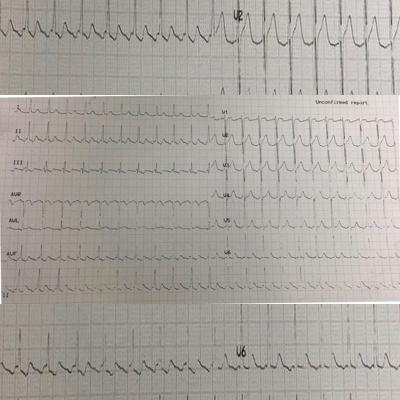 V2
Unconfirmed report
I
V1
II
V2
III
V3
AVR
V4
AVL
V5
AVF
V6
II
V6